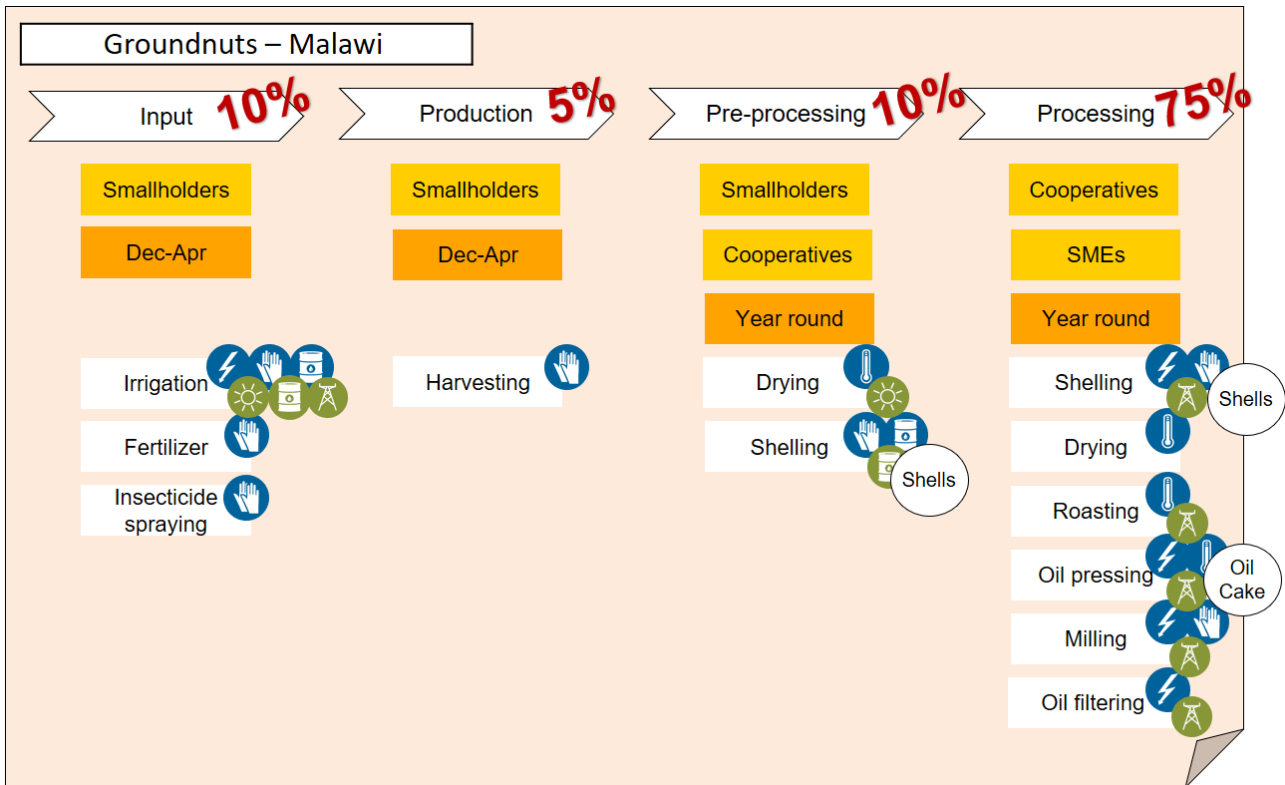 Groundnuts – Malawi
Input 10%
Production 5%
Pre-processing 10%
Processing 75%
Smallholders
Dec-Apr
Irrigation
Fertilizer
Insecticide
spraying
Smallholders
Dec-Apr
Harvesting
Smallholders
Cooperatives
Year round
Drying
Shelling
Shells
Cooperatives
SMEs
Year round
Shelling
Shells
Drying
Roasting
Oil pressing
Oil
Cake
Milling
Oil filtering